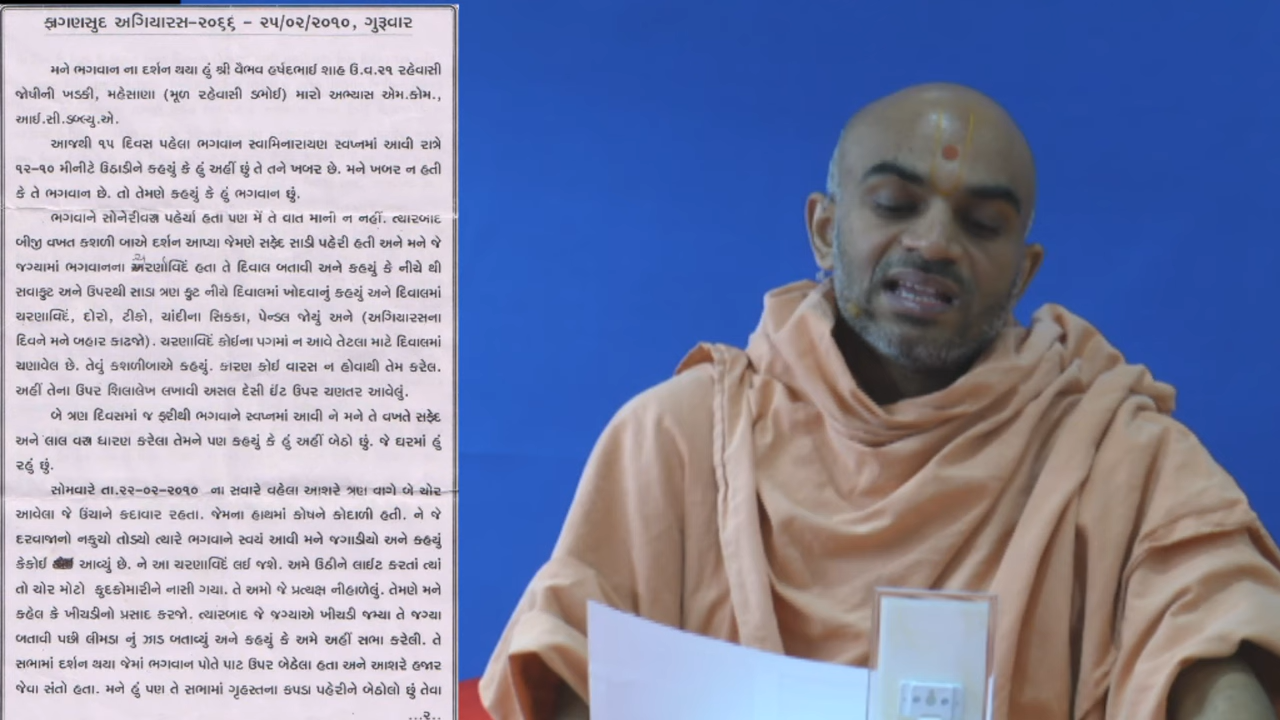 ફાગણસુદ અગિયારસ-૨૦૬૬ - ૨૫/૦૨/૨૦૧૦, ગુરૂવાર
મને ભગવાન ના દર્શન થયા હું શ્રી વૈભવ હર્ષદભાઈ શાહ ઉ.વ.૨૧ રહેવાસી
જોષીની ખડકી, મહેસાણા (મૂળ રહેવાસી ડભોઈ) મારો અભ્યાસ એમ.કોમ.,
આઈ.સી.ડબ્લ્યુ.એ.
આજથી ૧૫ દિવસ પહેલા ભગવાન સ્વામિનારાયણ સ્વપ્નમાં આવી રાત્રે
૧૨-૧૦ મીનીટે ઉઠાડીને કહયું કે હું અહીં છું તે તને ખબર છે. મને ખબર ન હતી
કે તે ભગવાન છે. તો તેમણે કહયું કે હું ભગવાન છું.
ભગવાને સોનેરીવસ્ત્ર પહેર્યા હતા પણ મેં તે વાત માની ન નહીં. ત્યારબાદ
બીજી વખત કશળી બાએ દર્શન આપ્યા જેમણે સફેદ સાડી પહેરી હતી અને મને જે
જગ્યામાં ભગવાનના ચરણાવિંદ હતા તે દિવાલ બતાવી અને કહયું કે નીચે થી
સવાફુટ અને ઉપરથી સાડા ત્રણ ફુટ નીચે દિવાલમાં ખોદવાનું કહયું અને દિવાલમાં
ચરણાવિંદ, દોરો, ટીકો, ચાંદીના સિક્કા, પેન્ડલ જોયું અને (અગિયારસના
દિવને મને બહાર કાઢજો). ચરણાવિંદ કોઈના પગમાં ન આવે તેટલા માટે દિવાલમાં
ચણાવેલ છે. તેવું કશળીબાએ કહયું. કારણ કોઈ વારસ ન હોવાથી તેમ કરેલ.
અહીં તેના ઉપર શિલાલેખ લખાવી અસલ દેસી ઈંટ ઉપર ચણતર આવેલું.
બે ત્રણ દિવસમાં જ ફરીથી ભગવાને સ્વપ્નમાં આવી ને મને તે વખતે સફેદ
અને લાલ વસ્ત્ર ધારણ કરેલા તેમને પણ કહયું કે હું અહીં બેઠો છું. જે ઘરમાં હું
રહું છું.
સોમવારે તા.૨૨-૦૨-૨૦૧૦ ના સવારે વહેલા આશરે ત્રણ વાગે બે ચોર
આવેલા જે ઉંચાને કદાવાર રહતા. જેમના હાથમાં કોષને કોદાળી હતી. ને જે
દરવાજાનો નકુચો તોડ્યો ત્યારે ભગવાને સ્વયં આવી મને જગાડીયો અને કહયું
કેકોઈ આવ્યું છે. ને આ ચરણાવિંદ લઈ જશે. અમે ઉઠીને લાઈટ કરતાં ત્યાં
તો ચોર મોટો કૂદકોમારીને નાસી ગયા. તે અમો જે પ્રત્યક્ષ નીહાળેલું. તેમણે મને
કહેલ કે ખીચડીનો પ્રસાદ કરજો. ત્યારબાદ જે જગ્યાએ ખીચડી જમ્યા તે જગ્યા
બતાવી પછી લીમડા નું ઝાડ બતાવ્યું અને કહયું કે અમે અહીં સભા કરેલી. તે
સભામાં દર્શન થયા જેમાં ભગવાન પોતે પાટ ઉપર બેઠેલા હતા અને આશરે હજાર
જેવા સંતો હતા. મને હું પણ તે સભામાં ગૃહસ્તના કપડા પહેરીને બેઠોલો છું તેવા
...૨..